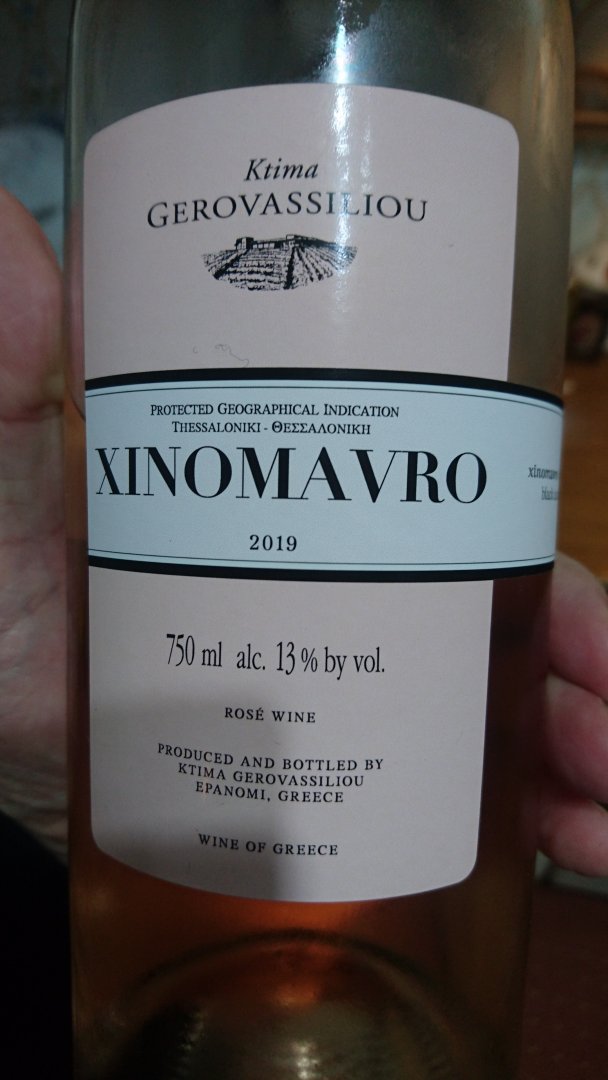 Ktima
GEROVASSILIOU
PROTECTED GEOGRAPHICAL INDICATION
THESSALONIKI - ΘΕΣΣΑΛΟΝΙΚΗ
XINOMAVRO
2019
xinomavro
750 ml alc. 13% by vol.
ROSÉ WINE
PRODUCED AND BOTTLED BY
KTIMA GEROVASSILIOU
EPANOMI, GREECE
WINE OF GREECE